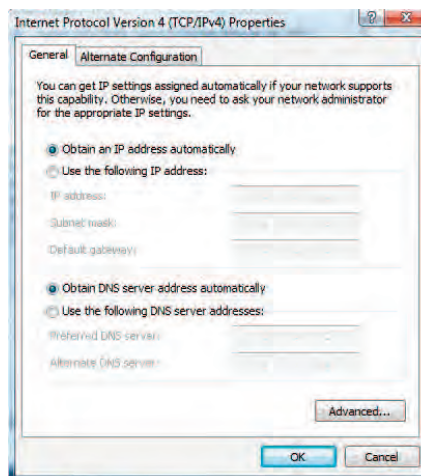 Internet Protocol Version 4 (TCP/IPv4) Properties
General
Alternate Configuration
You can get IP settings assigned automatically if your network supports
this capability. Otherwise, you need to ask your network administrator
for the appropriate IP settings.
Obtain an IP address automatically
Use the following IP address:
IP address:
Subnet mask:
Default gateway:
Obtain DNS server address automatically
Use the following DNS server addresses:
Preferred DNS server:
Alternate DNS server:
Advanced...
OK
Cancel